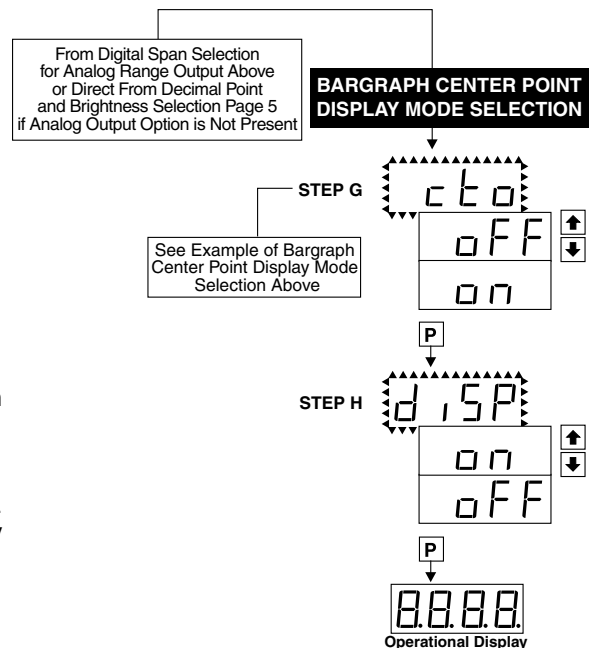 From Digital Span Selection
for Analog Range Output Above
or Direct From Decimal Point
and Brightness Selection Page 5
if Analog Output Option is Not Present
BARGRAPH CENTER POINT
DISPLAY MODE SELECTION
STEP G
cto
oFF
on
See Example of Bargraph
Center Point Display Mode
Selection Above
P
STEP H
diSP
on
oFF
P
8.8.8.8.
Operational Display